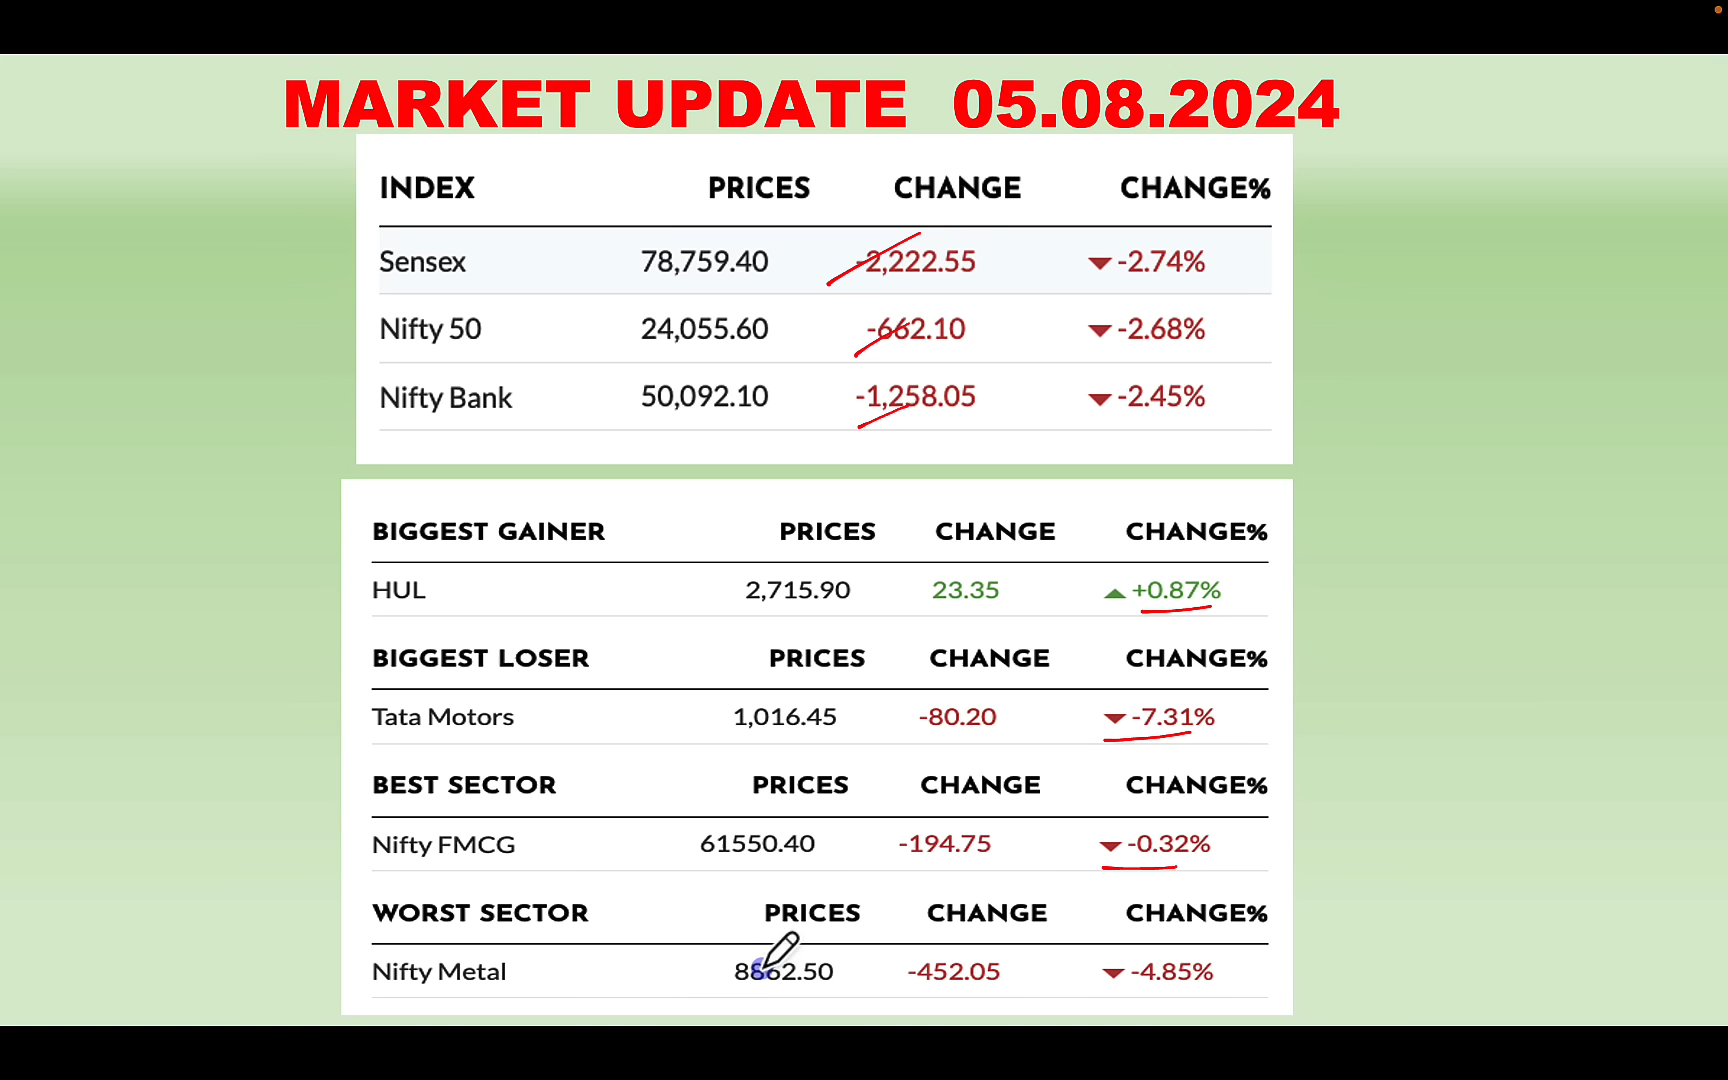 MARKET UPDATE 05.08.2024
INDEX PRICES CHANGE CHANGE%
Sensex 78,759.40 -2,222.55 -2.74%
Nifty 50 24,055.60 -662.10 -2.68%
Nifty Bank 50,092.10 -1,258.05 -2.45%
BIGGEST GAINER PRICES CHANGE CHANGE%
HUL 2,715.90 23.35 +0.87%
BIGGEST LOSER PRICES CHANGE CHANGE%
Tata Motors 1,016.45 -80.20 -7.31%
BEST SECTOR PRICES CHANGE CHANGE%
Nifty FMCG 61550.40 -194.75 -0.32%
WORST SECTOR PRICES CHANGE CHANGE%
Nifty Metal 8862.50 -452.05 -4.85%